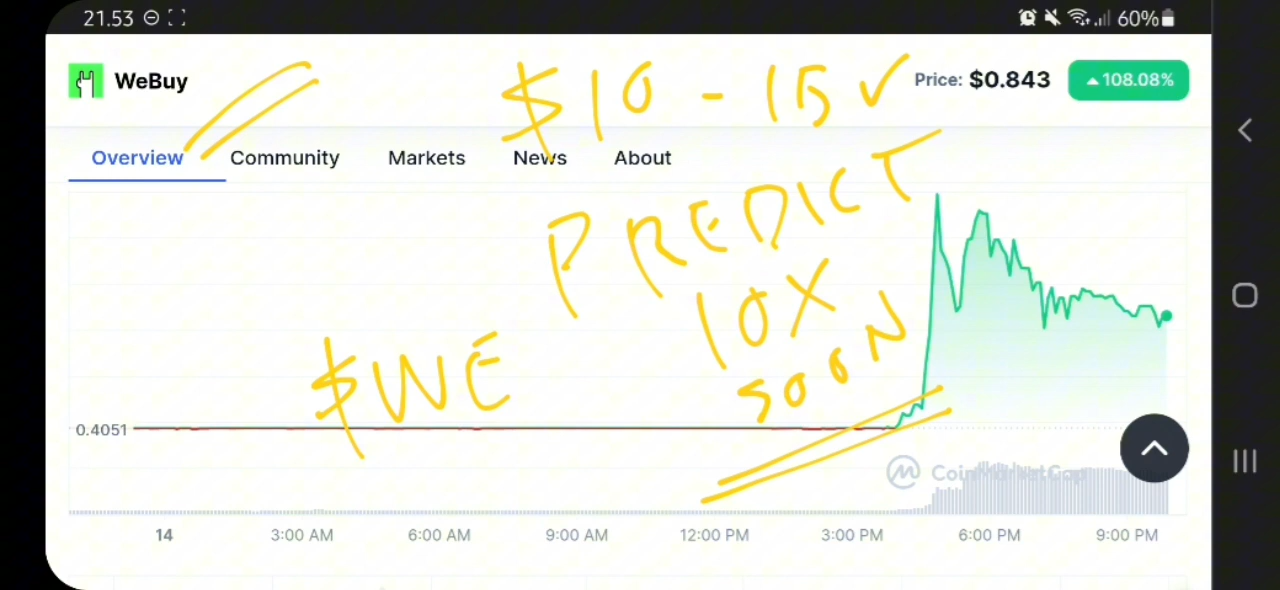 21.53
60%
WeBuy
Price: $0.843
108.08%
$10 - 15
Overview
Community
Markets
News
About
PREDICT
10X
SOON
$WE
0.4051
CoinMarketCap
14
3:00 AM
6:00 AM
9:00 AM
12:00 PM
3:00 PM
6:00 PM
9:00 PM